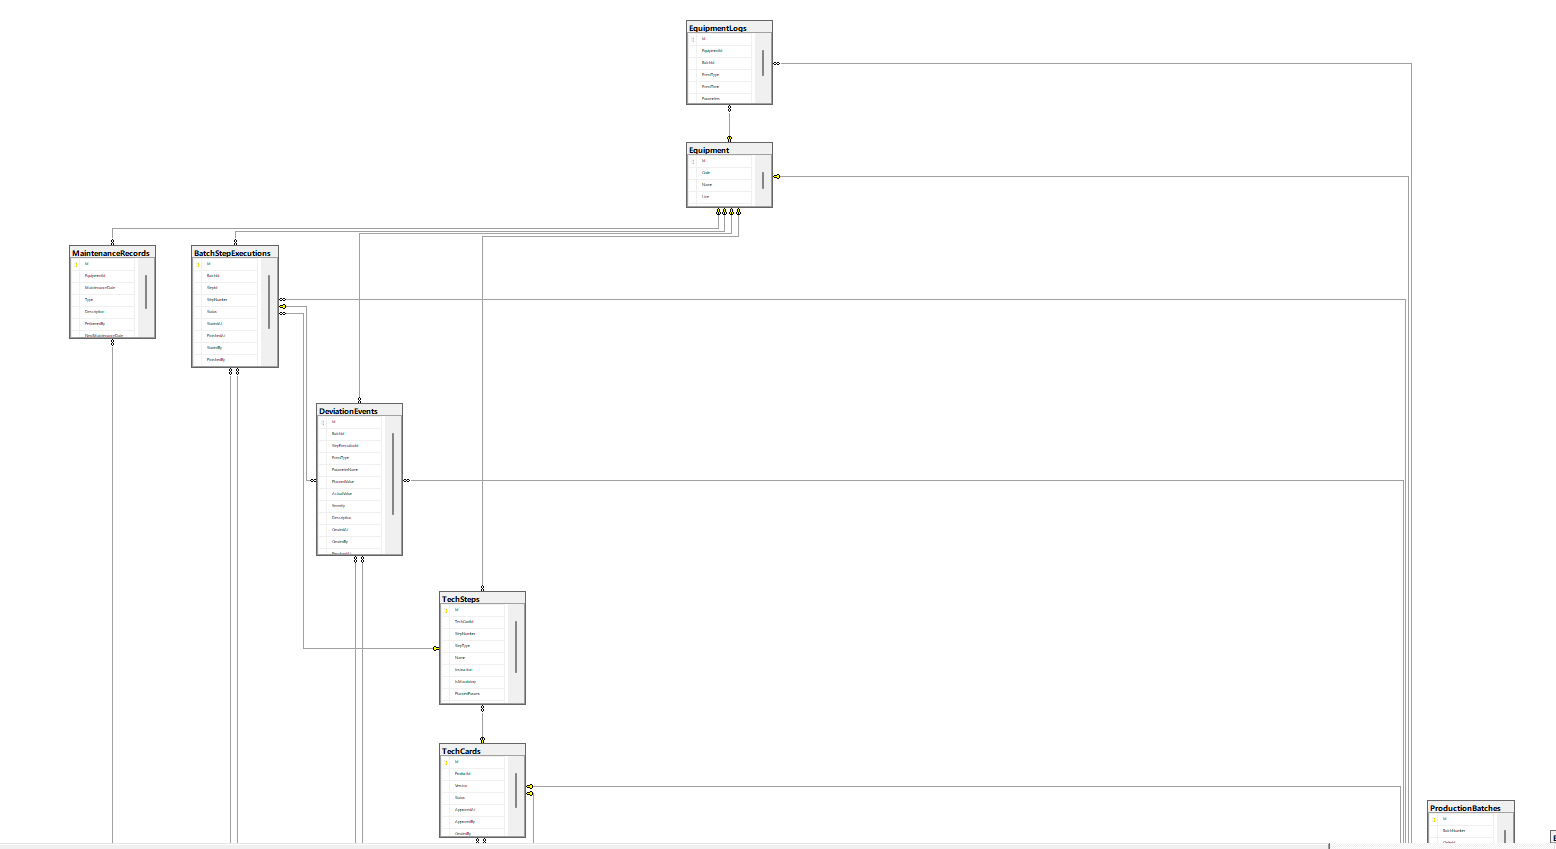 EquipmentLogs
Id
EquipmentId
BatchId
EventType
EventTime
Parameter
Equipment
Id
Code
Name
Line
MaintenanceRecords
Id
EquipmentId
MaintenanceDate
Type
Description
PerformedBy
NextMaintenanceDate
BatchStepExecutions
Id
BatchId
StepId
StepNumber
Status
StartedAt
FinishedAt
StartedBy
FinishedBy
DeviationEvents
Id
BatchId
StepExecutionId
EventType
ParameterName
PlannedValue
ActualValue
Severity
Description
CreatedAt
CreatedBy
TechSteps
Id
TechCardId
StepNumber
StepType
Name
Instruction
IsMandatory
PlannedParams
TechCards
Id
ProductId
Version
Status
ApprovedAt
ApprovedBy
CreatedBy
ProductionBatches
Id
BatchNumber